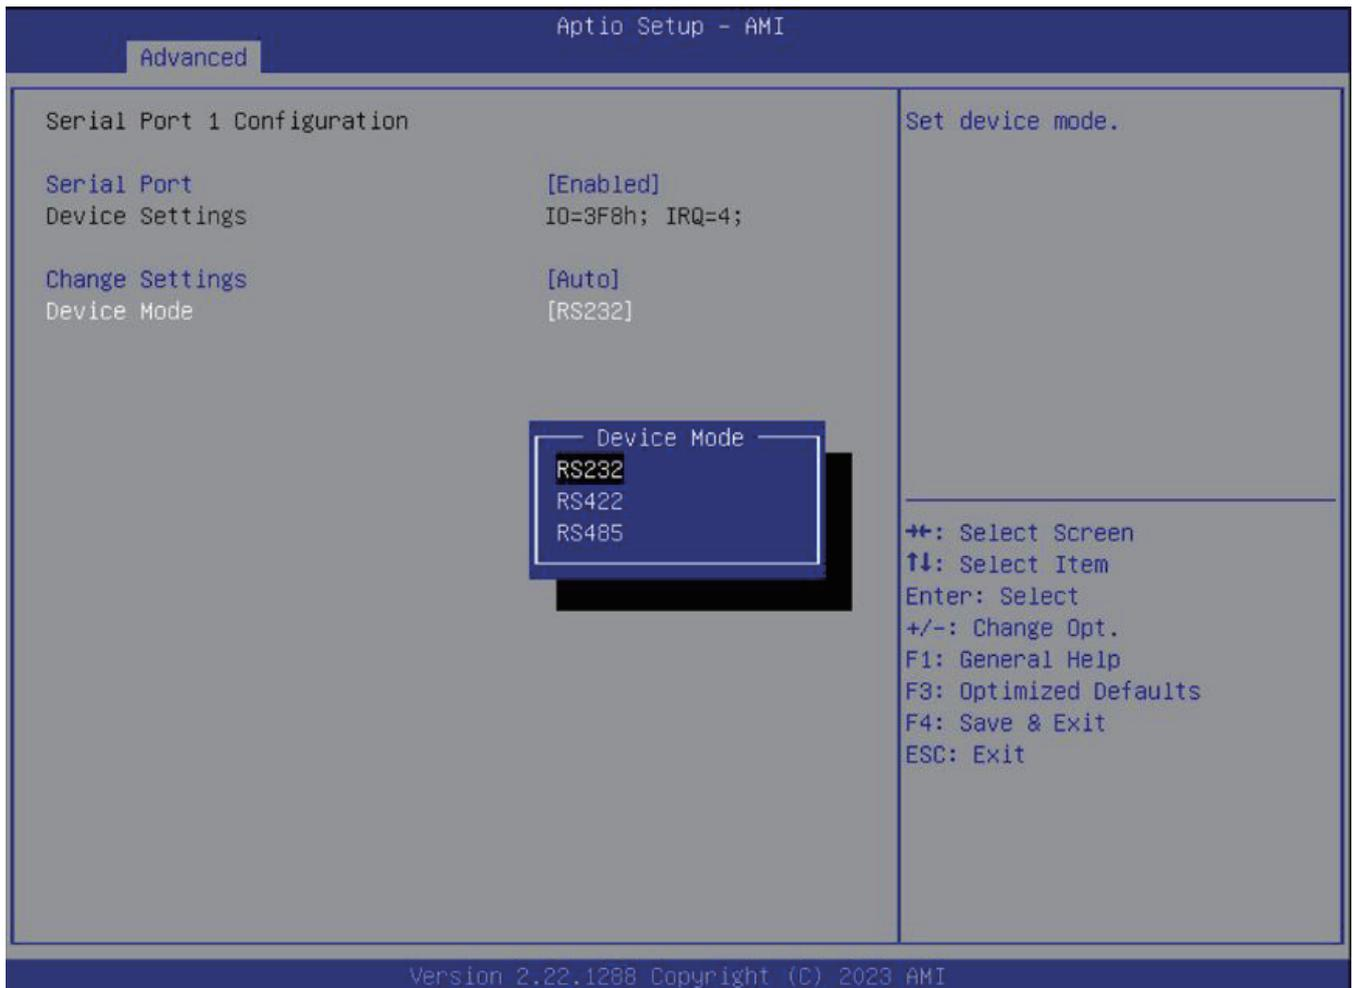 Aptio Setup – AMI
Advanced
Serial Port 1 Configuration
Serial Port [Enabled]
Device Settings IO=3F8h; IRQ=4;
Change Settings [Auto]
Device Mode [RS232]
Device Mode
RS232
RS422
RS485
Set device mode.
→←: Select Screen
↑↓: Select Item
Enter: Select
+/-: Change Opt.
F1: General Help
F3: Optimized Defaults
F4: Save & Exit
ESC: Exit
Version 2.22.1288 Copyright (C) 2023 AMI